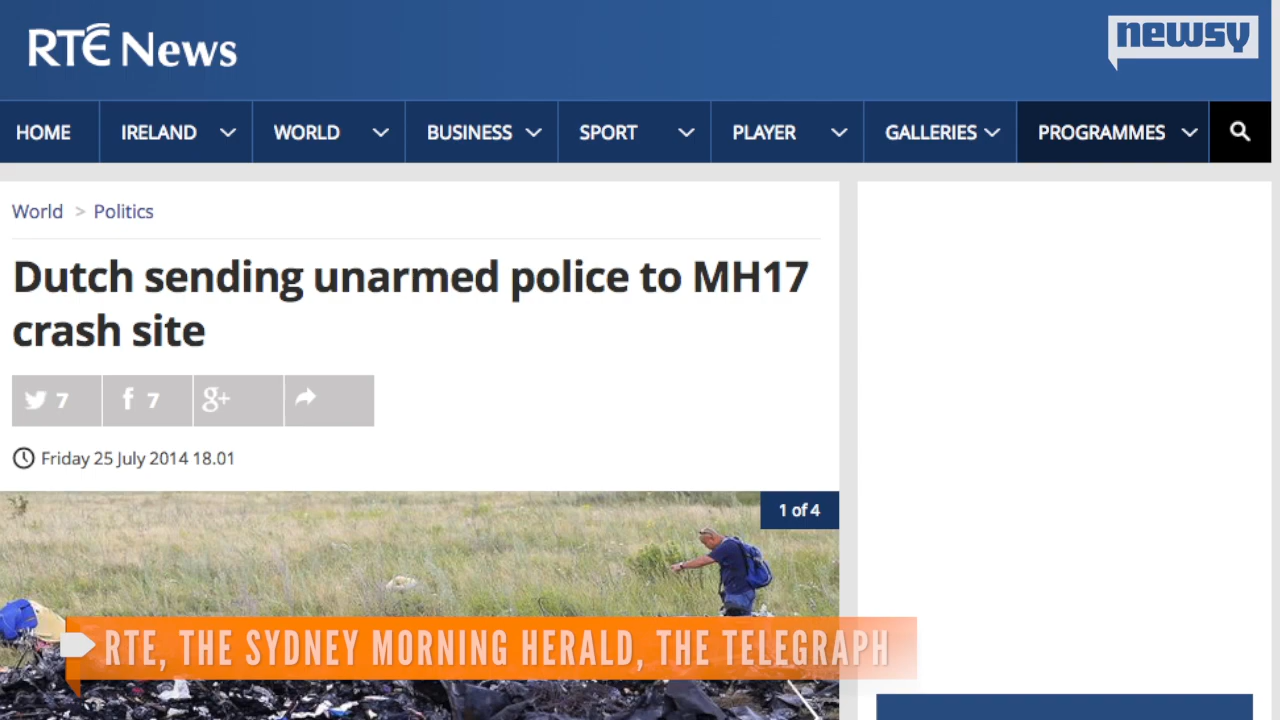 RTÉ News
newsy
HOME IRELAND WORLD BUSINESS SPORT PLAYER GALLERIES PROGRAMMES
World > Politics
Dutch sending unarmed police to MH17
crash site
7 7 g+
Friday 25 July 2014 18.01
1 of 4
RTE, THE SYDNEY MORNING HERALD, THE TELEGRAPH